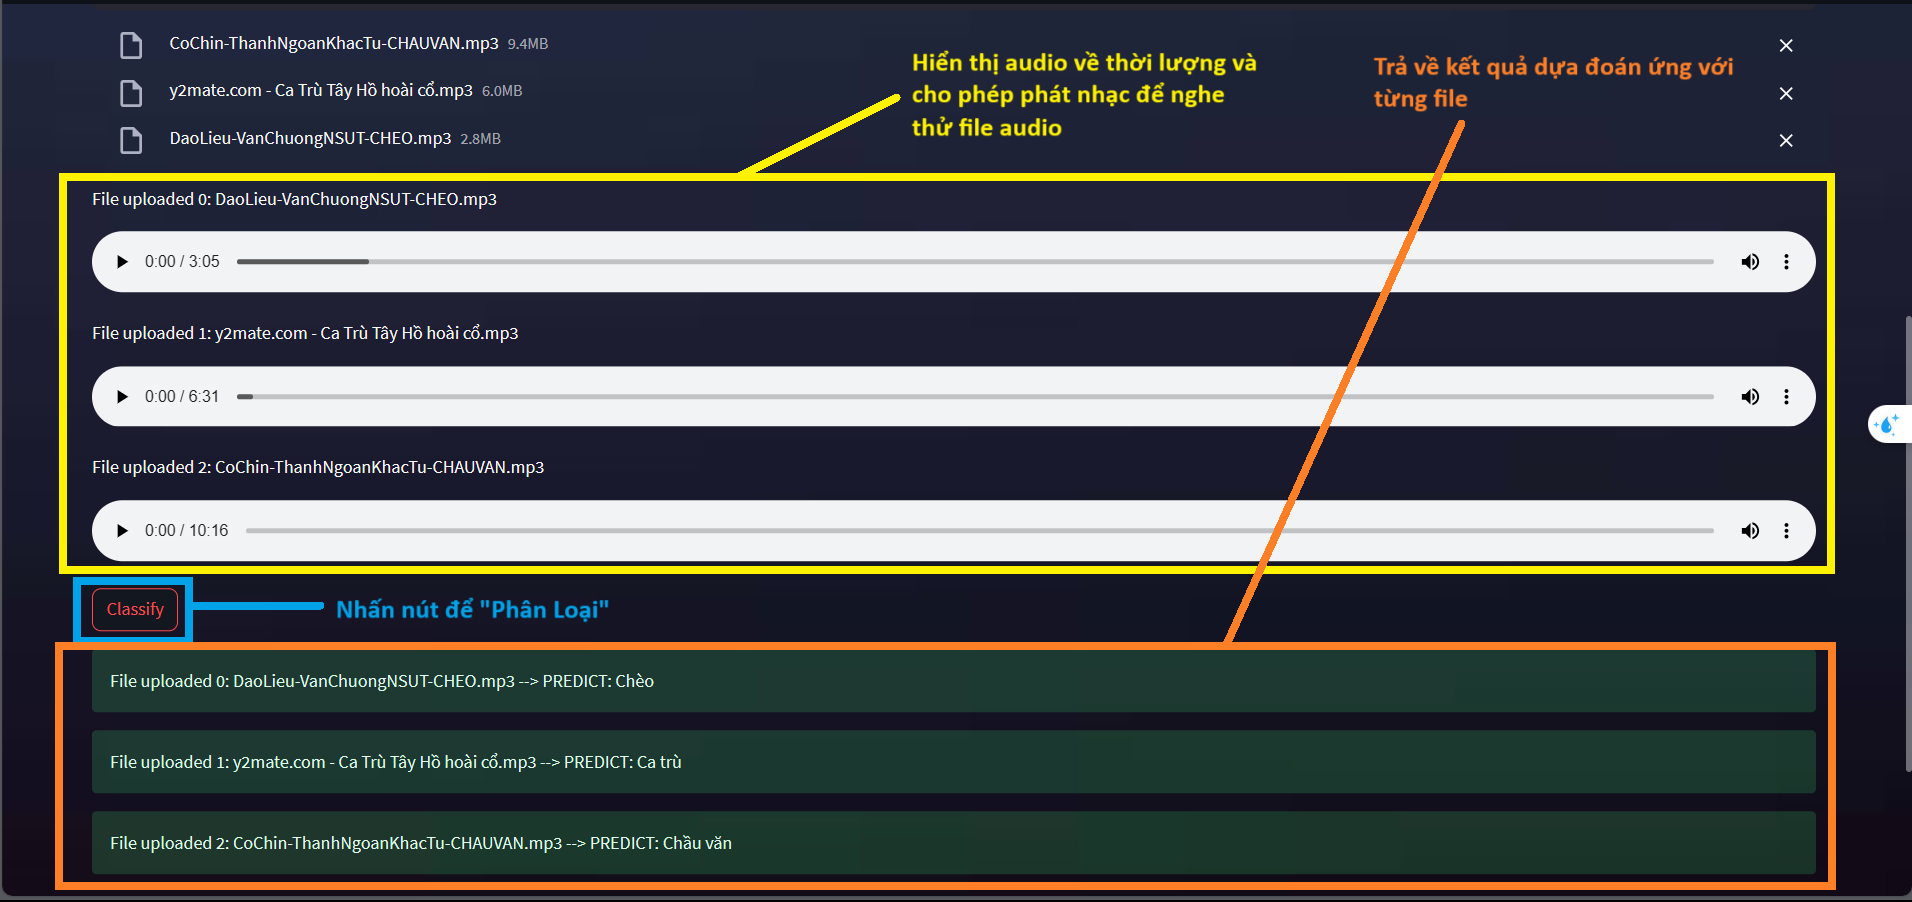 CoChin-ThanhNgoanKhacTu-CHAUVAN.mp3 9.4MB
y2mate.com - Ca Trù Tây Hồ hoài cổ.mp3 6.0MB
DaoLieu-VanChuongNSUT-CHEO.mp3 2.8MB
Hiển thị audio về thời lượng và
cho phép phát nhạc để nghe
thử file audio
Trả về kết quả dựa đoán ứng với
từng file
File uploaded 0: DaoLieu-VanChuongNSUT-CHEO.mp3
0:00 / 3:05
File uploaded 1: y2mate.com - Ca Trù Tây Hồ hoài cổ.mp3
0:00 / 6:31
File uploaded 2: CoChin-ThanhNgoanKhacTu-CHAUVAN.mp3
0:00 / 10:16
Classify
Nhấn nút để "Phân Loại"
File uploaded 0: DaoLieu-VanChuongNSUT-CHEO.mp3 --> PREDICT: Chèo
File uploaded 1: y2mate.com - Ca Trù Tây Hồ hoài cổ.mp3 --> PREDICT: Ca trù
File uploaded 2: CoChin-ThanhNgoanKhacTu-CHAUVAN.mp3 --> PREDICT: Chầu văn